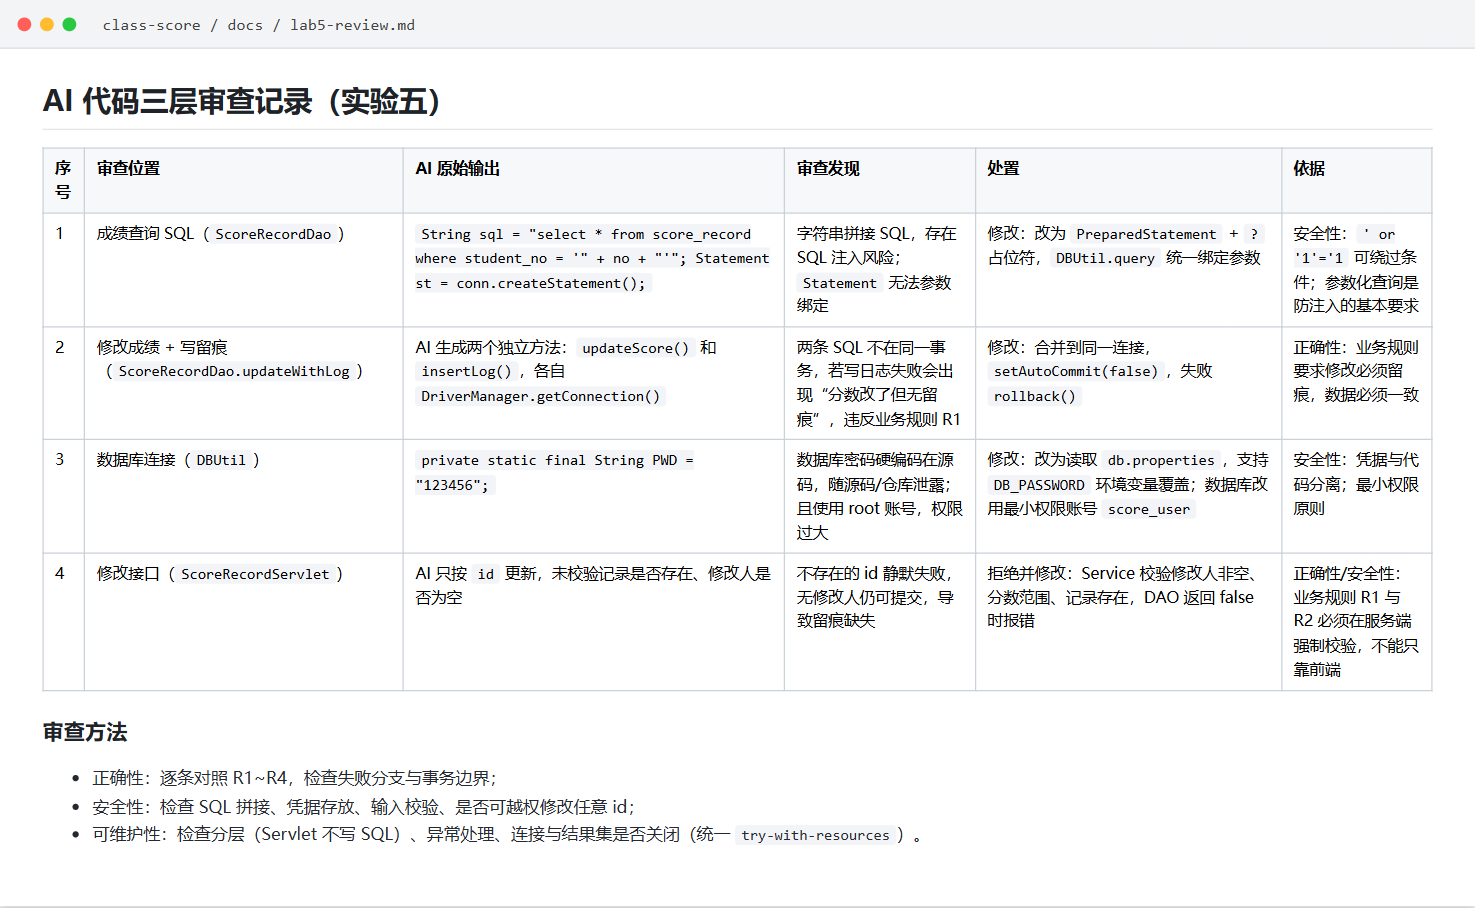 class-score / docs / lab5-review.md
AI 代码三层审查记录（实验五）
序
号
审查位置
AI 原始输出
审查发现
处置
依据
1
成绩查询 SQL（ ScoreRecordDao ）
String sql = "select * from score_record
where student_no = '" + no + "'"; Statement
st = conn.createStatement();
字符串拼接 SQL，存在
SQL 注入风险；
Statement 无法参数
绑定
修改：改为 PreparedStatement + ?
占位符， DBUtil.query 统一绑定参数
安全性： ' or
'1'='1 可绕过条
件；参数化查询是
防注入的基本要求
2
修改成绩 + 写留痕
（ ScoreRecordDao.updateWithLog ）
AI 生成两个独立方法： updateScore() 和
insertLog() ，各自
DriverManager.getConnection()
两条 SQL 不在同一事
务，若写日志失败会出
现“分数改了但无留
痕”，违反业务规则 R1
修改：合并到同一连接，
setAutoCommit(false) ，失败
rollback()
正确性：业务规则
要求修改必须留
痕，数据必须一致
3
数据库连接（ DBUtil ）
private static final String PWD =
"123456";
数据库密码硬编码在源
码，随源码/仓库泄露；
且使用 root 账号，权限
过大
修改：改为读取 db.properties ，支持
DB_PASSWORD 环境变量覆盖；数据库改
用最小权限账号 score_user
安全性：凭据与代
码分离；最小权限
原则
4
修改接口（ ScoreRecordServlet ）
AI 只按 id 更新，未校验记录是否存在、修改人是
否为空
不存在的 id 静默失败，
无修改人仍可提交，导
致留痕缺失
拒绝并修改：Service 校验修改人非空、
分数范围、记录存在，DAO 返回 false
时报错
正确性/安全性：
业务规则 R1 与
R2 必须在服务端
强制校验，不能只
靠前端
审查方法
• 正确性：逐条对照 R1~R4，检查失败分支与事务边界；
• 安全性：检查 SQL 拼接、凭据存放、输入校验、是否可越权修改任意 id；
• 可维护性：检查分层（Servlet 不写 SQL）、异常处理、连接与结果集是否关闭（统一 try-with-resources ）。